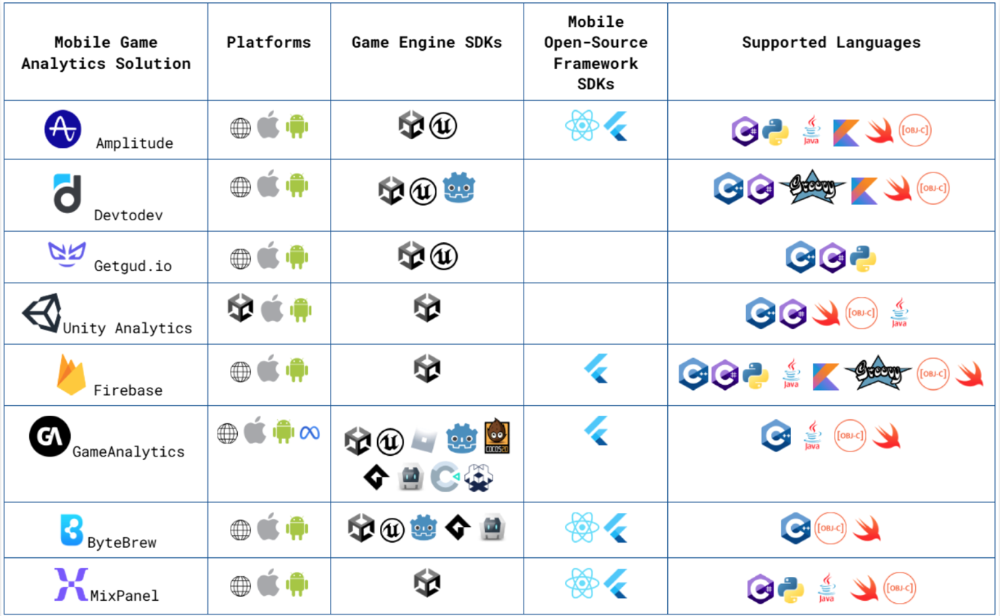 Mobile Game
Analytics Solution
Platforms
Game Engine SDKs
Mobile
Open-Source
Framework
SDKs
Supported Languages
Amplitude
C#
Java
[OBJ-C]
Devtodev
C++
C#
Groovy
[OBJ-C]
Getgud.io
C++
C#
Unity Analytics
C++
C#
[OBJ-C]
Java
Firebase
C++
C#
Java
Groovy
[OBJ-C]
GA
GameAnalytics
COCOS2D
C++
Java
[OBJ-C]
ByteBrew
C++
[OBJ-C]
MixPanel
C#
Java
[OBJ-C]